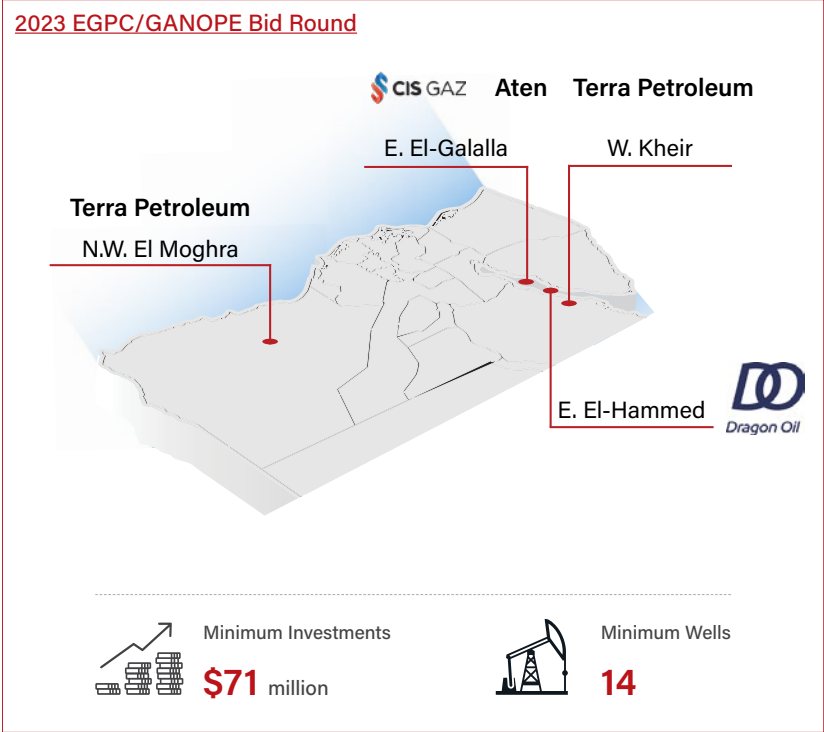 2023 EGPC/GANOPE Bid Round
CIS GAZ Aten Terra Petroleum
E. El-Galalla W. Kheir
Terra Petroleum
N.W. El Moghra
E. El-Hammed
Dragon Oil
Minimum Investments
$71 million
Minimum Wells
14